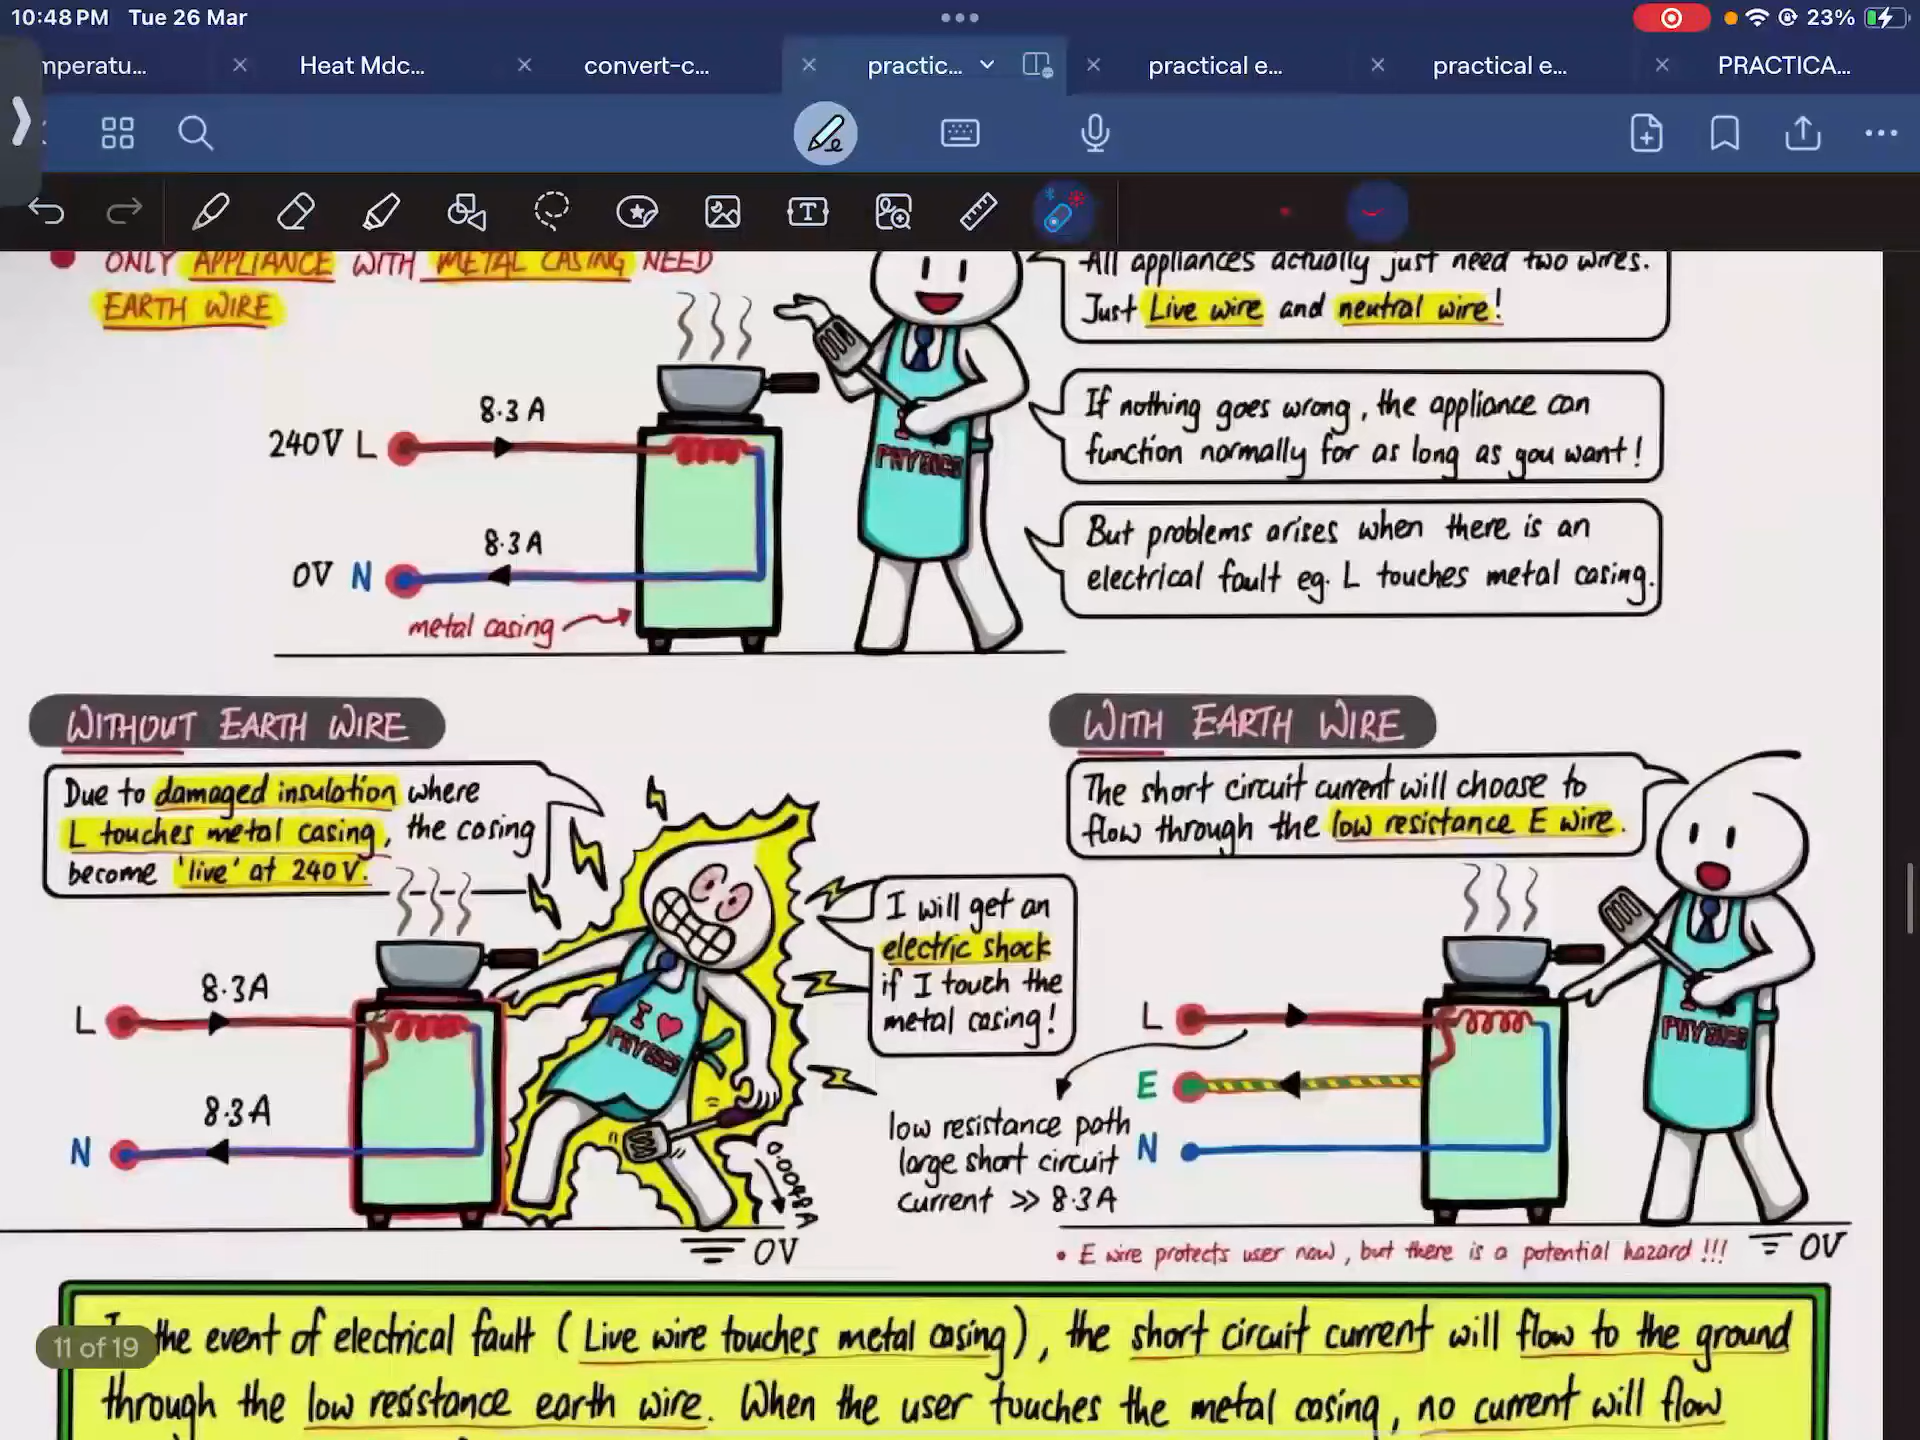 10:48 PM Tue 26 Mar
23%
mperatu...
Heat Mdc...
convert-c...
practic...
practical e...
practical e...
PRACTICA...
ONLY APPLIANCE WITH METAL CASING NEED
EARTH WIRE
All appliances actually just need two wires.
Just Live wire and neutral wire!
If nothing goes wrong, the appliance can
function normally for as long as you want!
But problems arises when there is an
electrical fault eg. L touches metal casing.
240V L
8.3 A
8.3 A
0V N
metal casing
PHYSICS
WITHOUT EARTH WIRE
Due to damaged insulation where
L touches metal casing, the casing
become 'live' at 240 V.
I will get an
electric shock
if I touch the
metal casing!
L
8.3A
8.3A
N
I
PHYSICS
0.0048A
0V
WITH EARTH WIRE
The short circuit current will choose to
flow through the low resistance E wire.
L
E
N
low resistance path
large short circuit
current >> 8.3 A
PHYSICS
• E wire protects user now, but there is a potential hazard !!!
0V
11 of 19
the event of electrical fault (Live wire touches metal casing), the short circuit current will flow to the ground
through the low resistance earth wire. When the user touches the metal casing, no current will flow